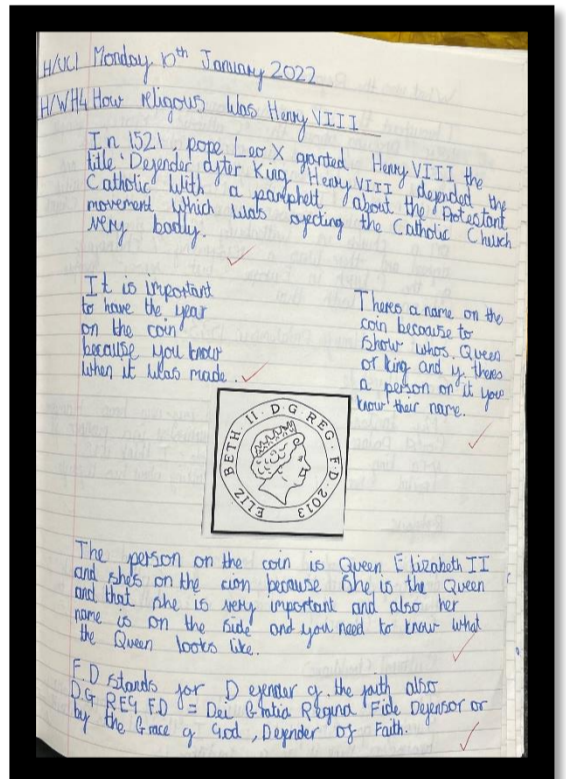 H/WC1 Monday 10th January 2022
H/WH4 How religous Was Henry VIII
In 1521, pope Leo X granted Henry VIII the
title 'Defender after King Henry VIII defended the
Catholic With a pamphelt about the Protestant
movement Which was affecting the Catholic Church
very badly.
It is important
to have the year
on the coin
because you know
When it was made.
Theres a name on the
coin because to
show whos Queen
or king and if theres
a person on it you
know their name.
ELIZ BETH · II · D · G · REG · F · D · 2013
The person on the coin is Queen Elizabeth II
and shes on the cion because She is the Queen
and that she is very important and also her
name is on the side and you need to know what
the Queen looks like.
F.D stands for Defender of the faith also
D.G REG F.D = Dei Gratia Regina Fide Defensor or
by the Grace of God, Defender of Faith.